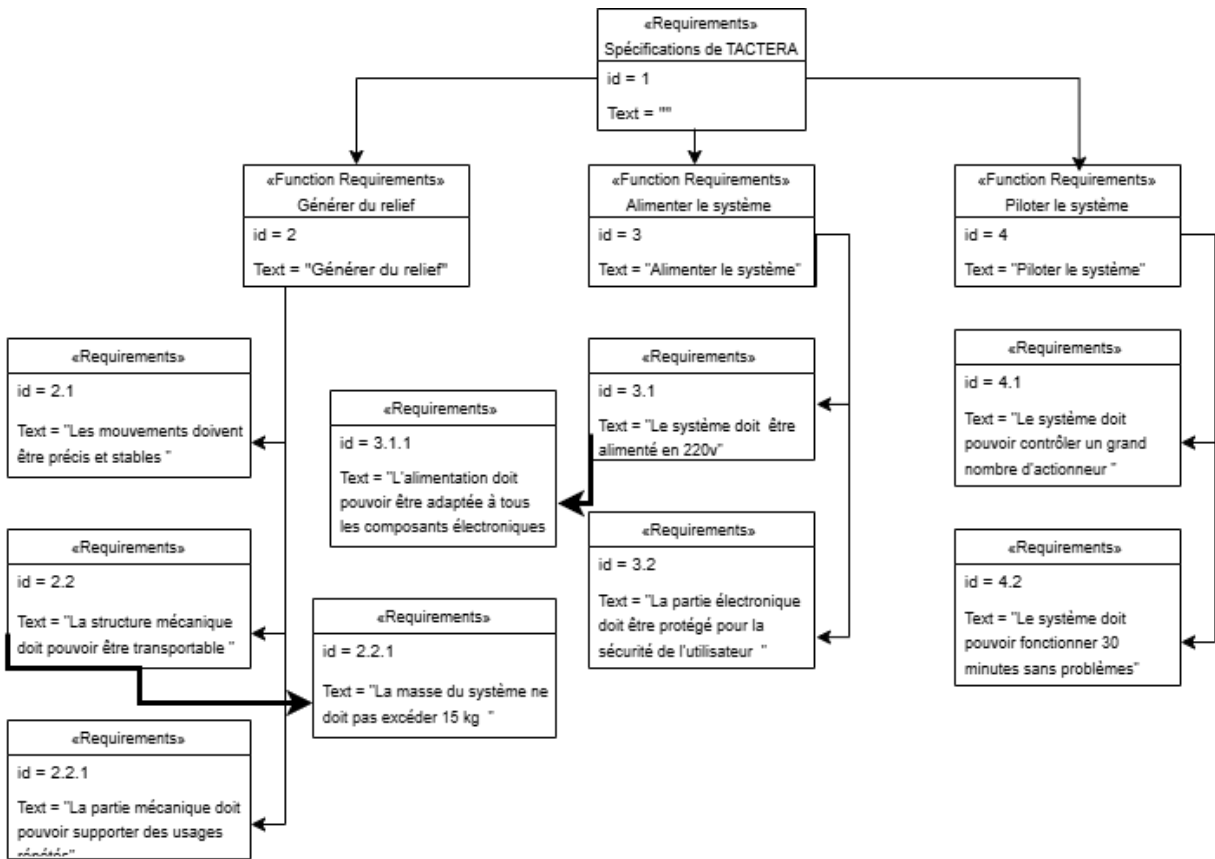 «Requirements»
Spécifications de TACTERA
id = 1
Text = ""
«Function Requirements»
Générer du relief
id = 2
Text = "Générer du relief"
«Function Requirements»
Alimenter le système
id = 3
Text = "Alimenter le système"
«Function Requirements»
Piloter le système
id = 4
Text = "Piloter le système"
«Requirements»
id = 2.1
Text = "Les mouvements doivent
être précis et stables "
«Requirements»
id = 3.1.1
Text = "L'alimentation doit
pouvoir être adaptée à tous
les composants électroniques
«Requirements»
id = 3.1
Text = "Le système doit  être
alimenté en 220v"
«Requirements»
id = 4.1
Text = "Le système doit
pouvoir contrôler un grand
nombre d'actionneur "
«Requirements»
id = 2.2
Text = "La structure mécanique
doit pouvoir être transportable "
«Requirements»
id = 2.2.1
Text = "La masse du système ne
doit pas excéder 15 kg  "
«Requirements»
id = 3.2
Text = "La partie électronique
doit être protégé pour la
sécurité de l'utilisateur  "
«Requirements»
id = 4.2
Text = "Le système doit
pouvoir fonctionner 30
minutes sans problèmes"
«Requirements»
id = 2.2.1
Text = "La partie mécanique doit
pouvoir supporter des usages
répétés"